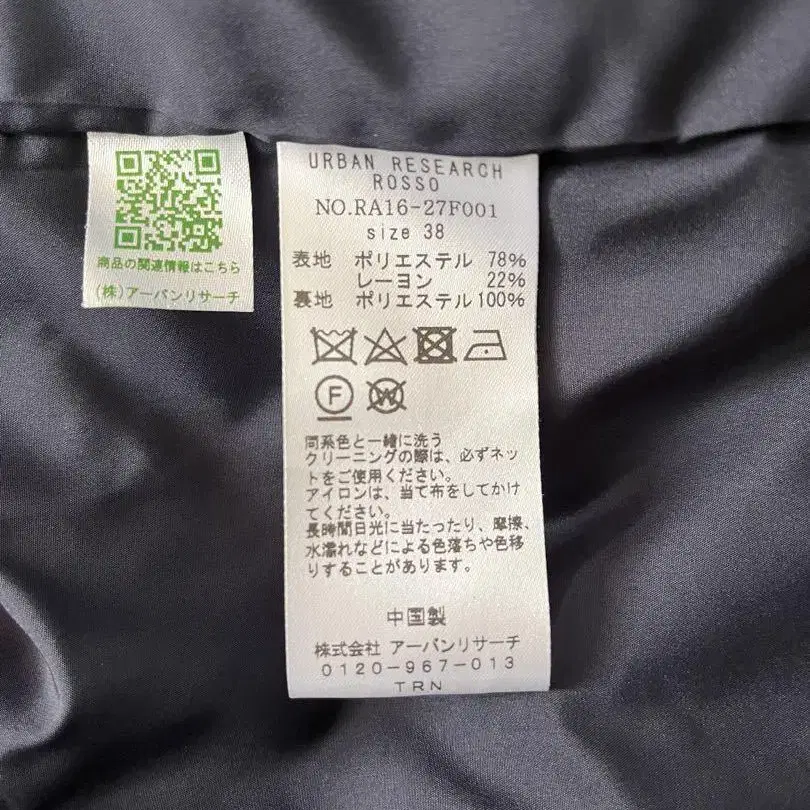 商品の関連情報はこちら
(株)アーバンリサーチ
URBAN RESEARCH
ROSSO
NO.RA16-27F001
size 38
表地 ポリエステル 78%
レーヨン 22%
裏地 ポリエステル 100%
F
W
同系色と一緒に洗う
クリーニングの際は、必ずネッ
トをご使用ください。
アイロンは、当て布をしてかけ
てください。
長時間日光に当たったり、摩擦、
水濡れなどによる色落ちや色移
りすることがあります。
中国製
株式会社 アーバンリサーチ
0120-967-013
TRN